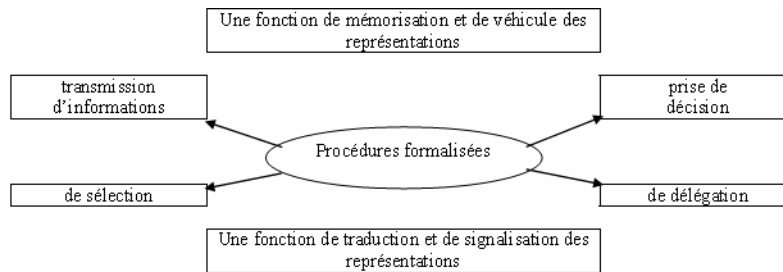 Une fonction de mémorisation et de véhicule des
représentations
transmission
d'informations
prise de
décision
Procédures formalisées
de sélection
de délégation
Une fonction de traduction et de signalisation des
représentations